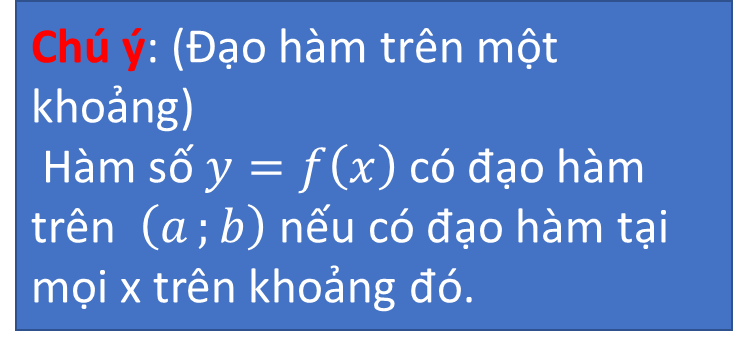 Chú ý: (Đạo hàm trên một
khoảng)
Hàm số y = f(x) có đạo hàm
trên (a ; b) nếu có đạo hàm tại
mọi x trên khoảng đó.